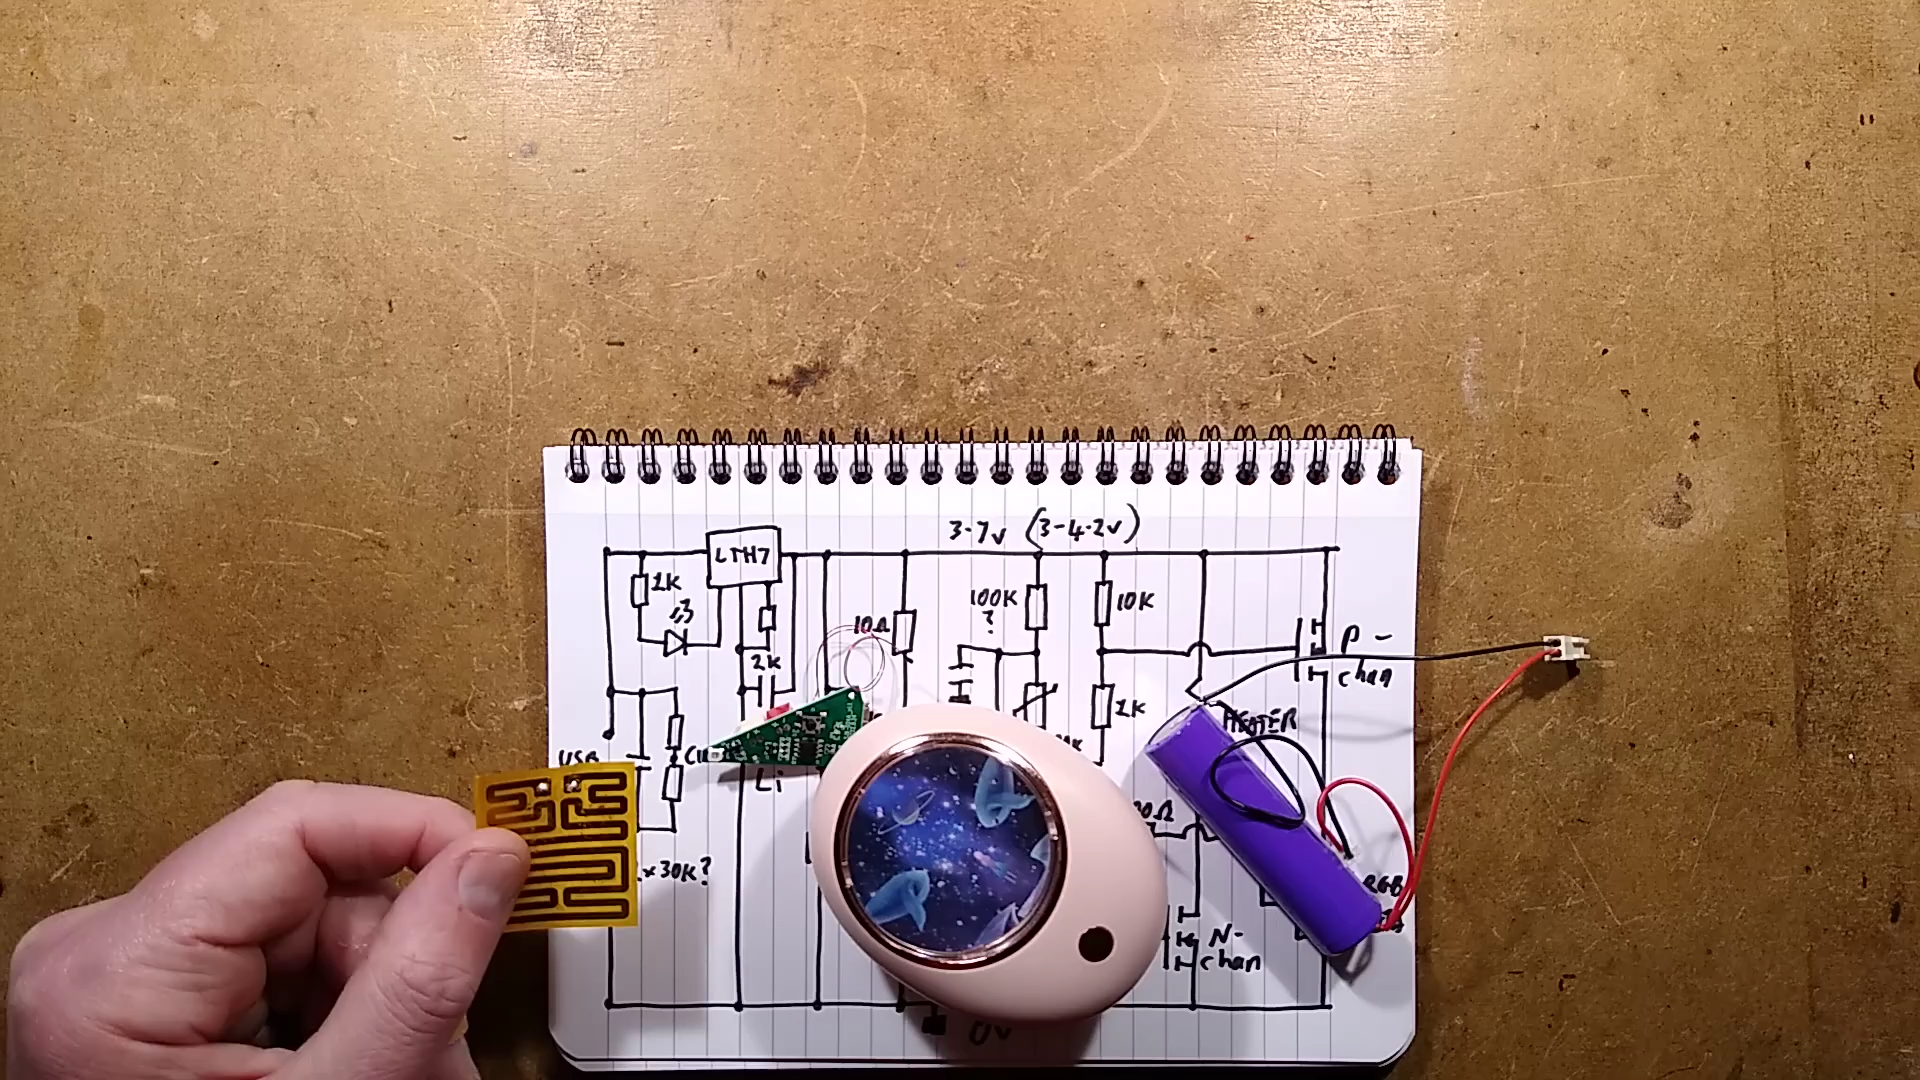 3-7v (3-4·2v)
LTH7
1K
2K
10Ω
100K
?
10K
1K
P-
chan
HEATER
USB
Li
x30K?
RGB
N-
chan
0v